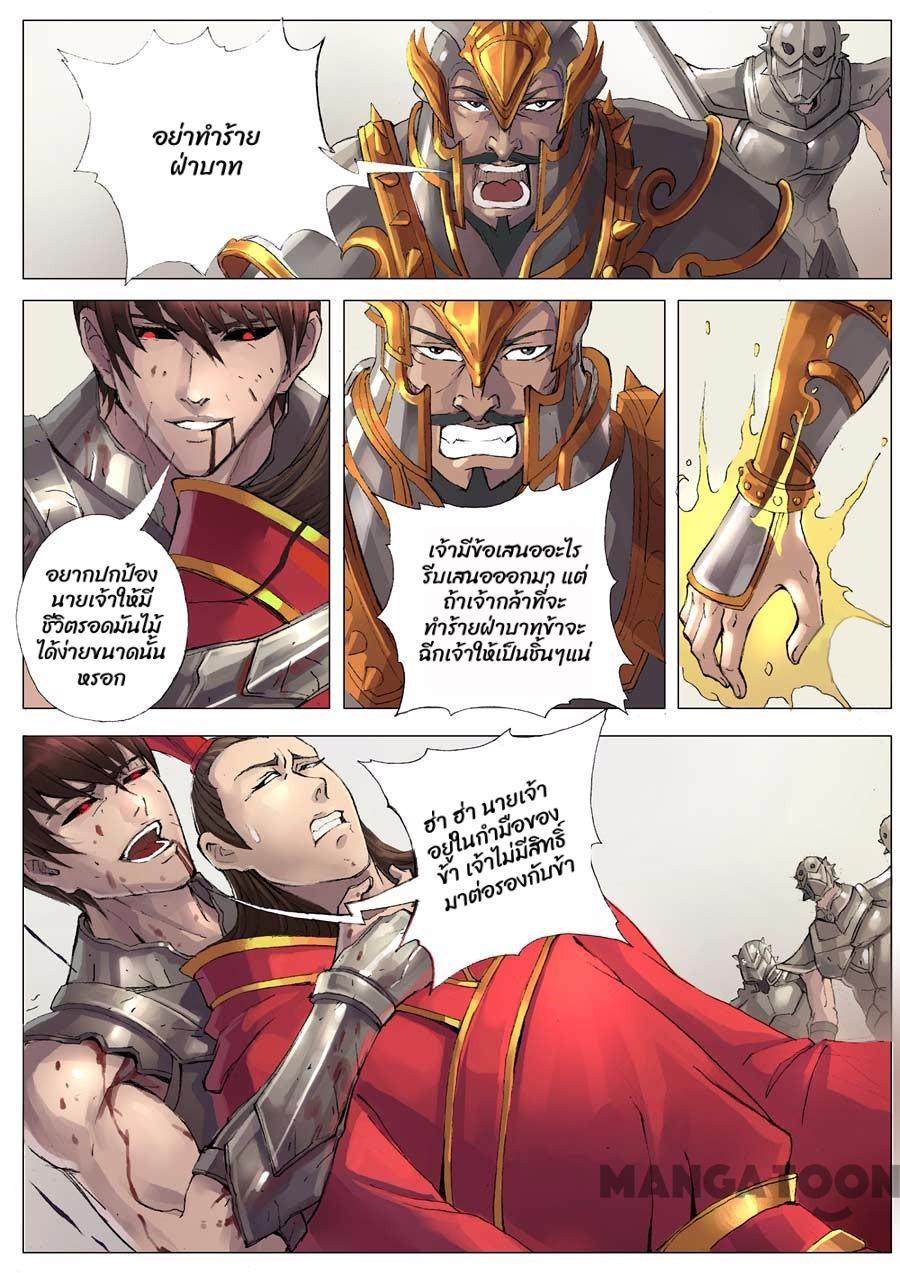 อย่าทำร้าย
ฝ่าบาท
อยากปกป้อง
นายเจ้าให้มี
ชีวิตรอดมันไม้
ได้ง่ายขนาดนั้น
หรอก
เจ้ามีข้อเสนออะไร
รีบเสนอออกมา แต่
ถ้าเจ้ากล้าที่จะ
ทำร้ายฝ่าบาทข้าจะ
ฉีกเจ้าให้เป็นชิ้นๆแน่
ฮ่า ฮ่า นายเจ้า
อยู่ในกำมือของ
ข้า เจ้าไม่มีสิทธิ์
มาต่อรองกับข้า
MANGATOON